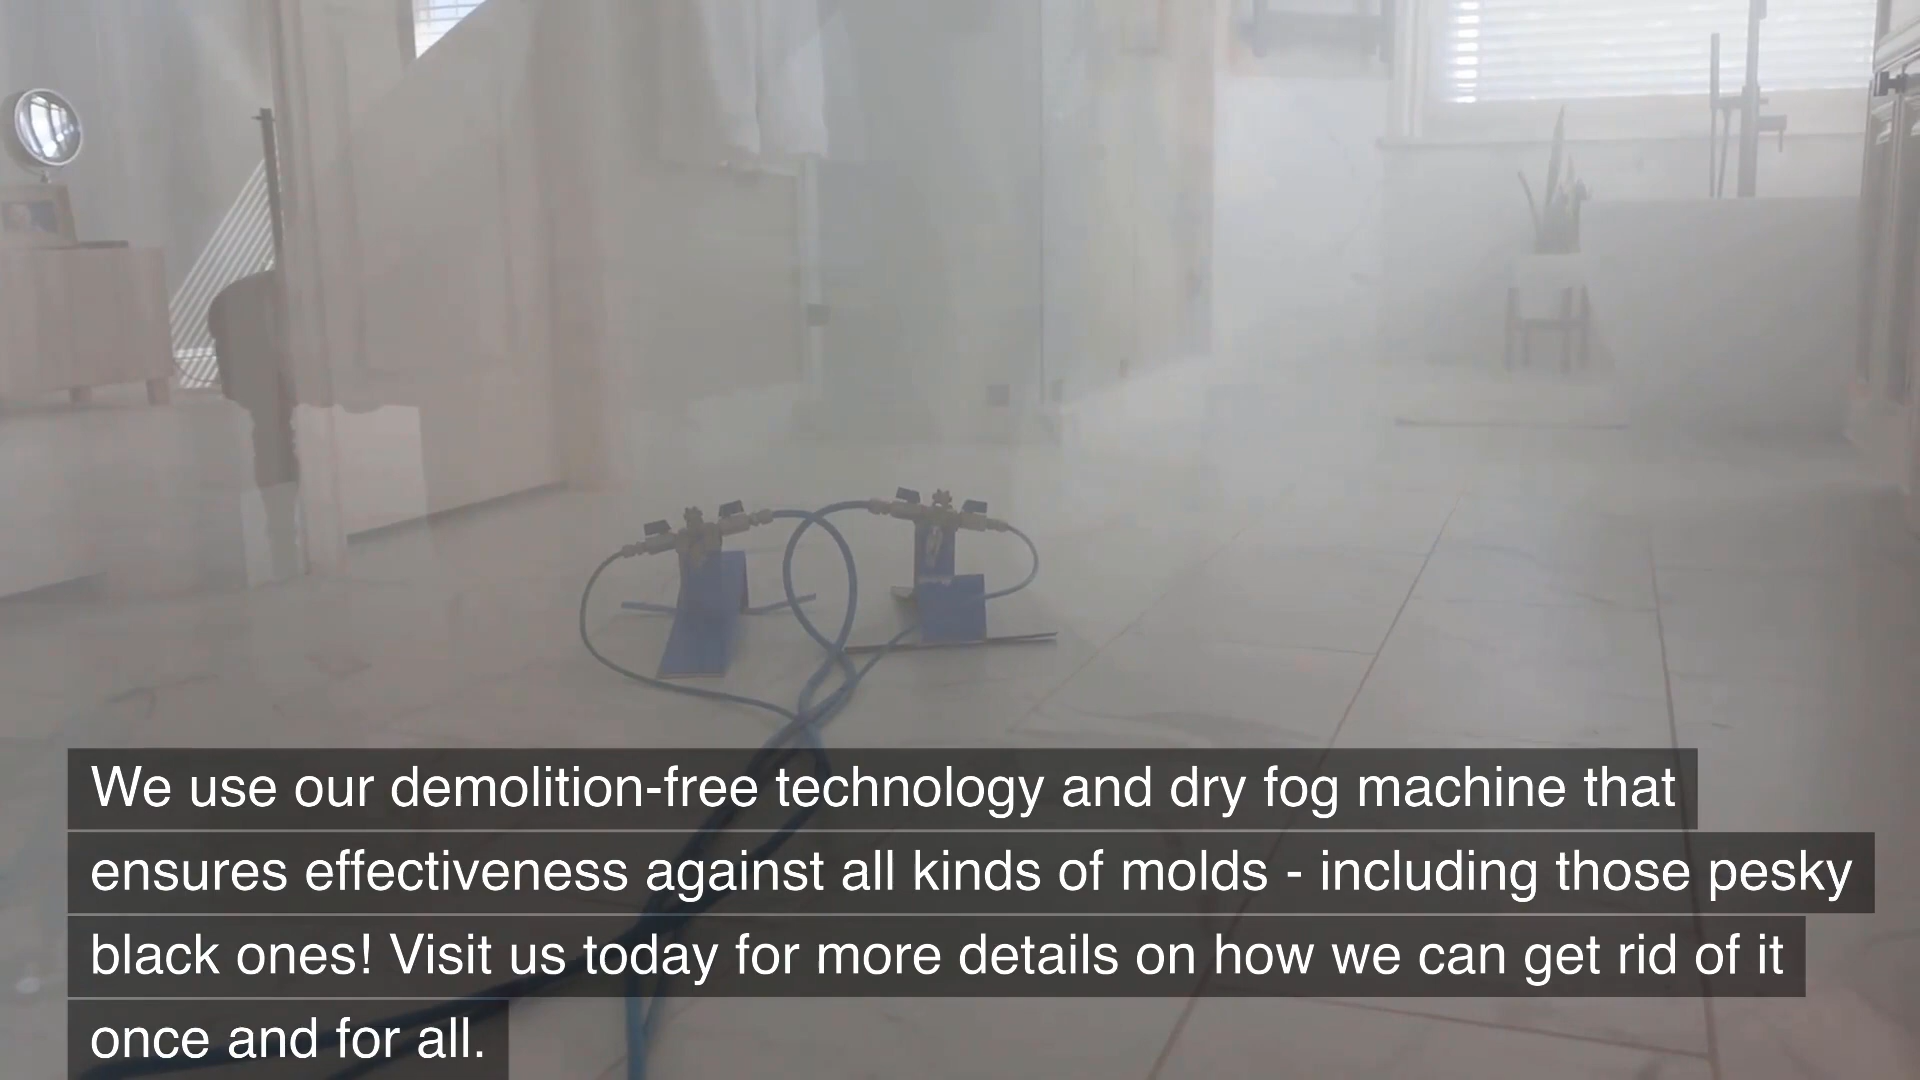 We use our demolition-free technology and dry fog machine that
ensures effectiveness against all kinds of molds - including those pesky
black ones! Visit us today for more details on how we can get rid of it
once and for all.